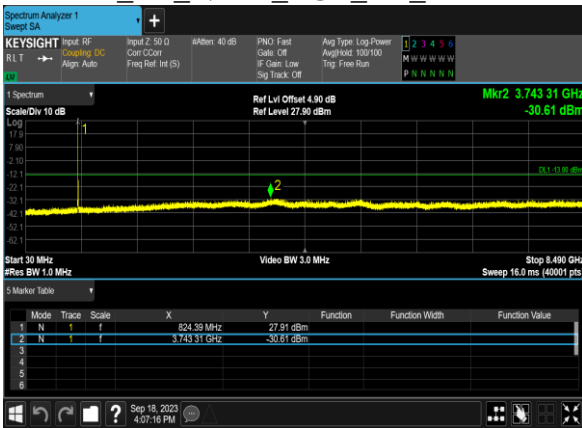 Spectrum Analyzer 1
Swept SA
+
KEYSIGHT Input: RF Input Z: 50 Ω #Atten: 40 dB PNO: Fast Avg Type: Log-Power 1 2 3 4 5 6
RLT Coupling: DC Corr CCorr Gate: Off Avg|Hold: 100/100 M W W W W W
Align: Auto Freq Ref: Int (S) IF Gain: Low Trig: Free Run
LW Sig Track: Off P N N N N N
1 Spectrum Ref Lvl Offset 4.90 dB Mkr2 3.743 31 GHz
Scale/Div 10 dB Ref Level 27.90 dBm -30.61 dBm
Log
17.9
7.90
-2.10
-12.1
-22.1
-32.1
-42.1
-52.1
-62.1
1
DL1 -13.00 dBm
2
Start 30 MHz Video BW 3.0 MHz Stop 8.490 GHz
#Res BW 1.0 MHz Sweep 16.0 ms (40001 pts
5 Marker Table
Mode Trace Scale X Y Function Function Width Function Value
1 N 1 f 824.39 MHz 27.91 dBm
2 N 1 f 3.743 31 GHz -30.61 dBm
3
4
5
6
? Sep 18, 2023
4:07:16 PM